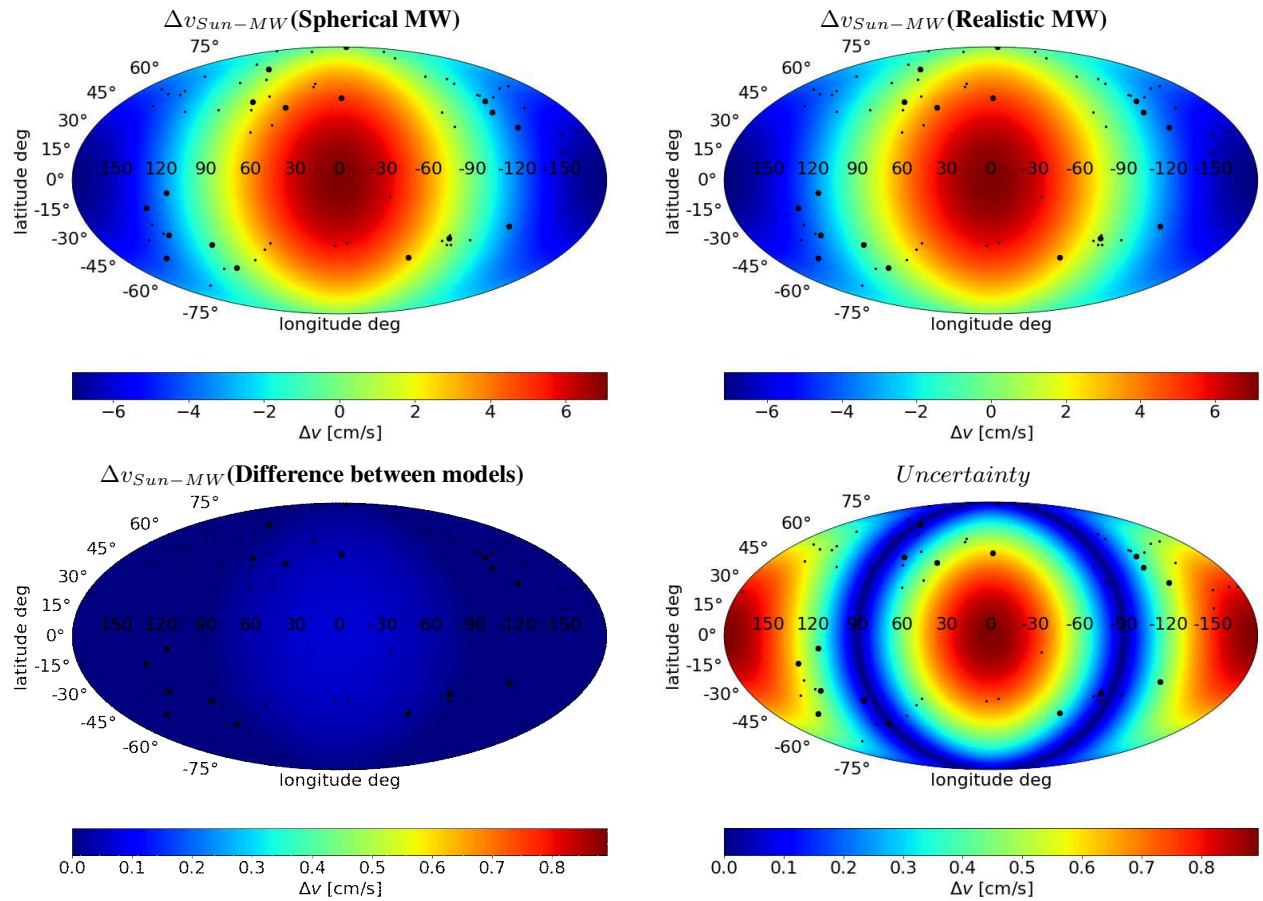 Δv_{Sun−MW}(Spherical MW)
75°
60°
45°
30°
15°
0°
-15°
-30°
-45°
-60°
-75°
latitude deg
150 120 90 60 30 0 -30 -60 -90 -120 -150
longitude deg
−6 −4 −2 0 2 4 6
Δv [cm/s]
Δv_{Sun−MW}(Realistic MW)
75°
60°
45°
30°
15°
0°
-15°
-30°
-45°
-60°
-75°
latitude deg
150 120 90 60 30 0 -30 -60 -90 -120 -150
longitude deg
−6 −4 −2 0 2 4 6
Δv [cm/s]
Δv_{Sun−MW}(Difference between models)
75°
60°
45°
30°
15°
0°
-15°
-30°
-45°
-60°
-75°
latitude deg
150 120 90 60 30 0 -30 -60 -90 -120 -150
longitude deg
0.0 0.1 0.2 0.3 0.4 0.5 0.6 0.7 0.8
Δv [cm/s]
Uncertainty
75°
60°
45°
30°
15°
0°
-15°
-30°
-45°
-60°
-75°
latitude deg
150 120 90 60 30 0 -30 -60 -90 -120 -150
longitude deg
0.0 0.1 0.2 0.3 0.4 0.5 0.6 0.7 0.8
Δv [cm/s]